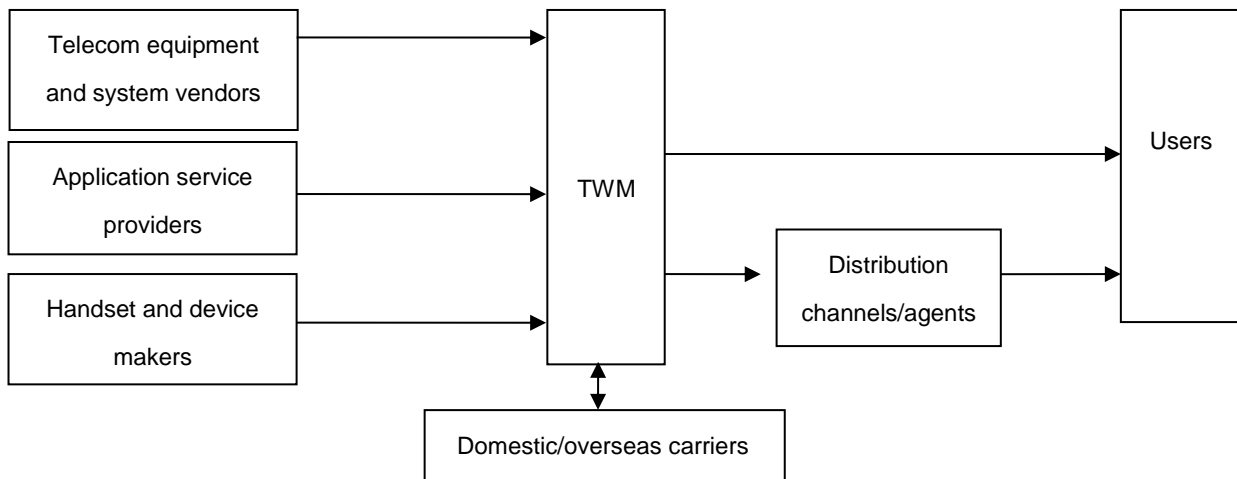 Telecom equipment
and system vendors
Application service
providers
Handset and device
makers
TWM
Users
Distribution
channels/agents
Domestic/overseas carriers